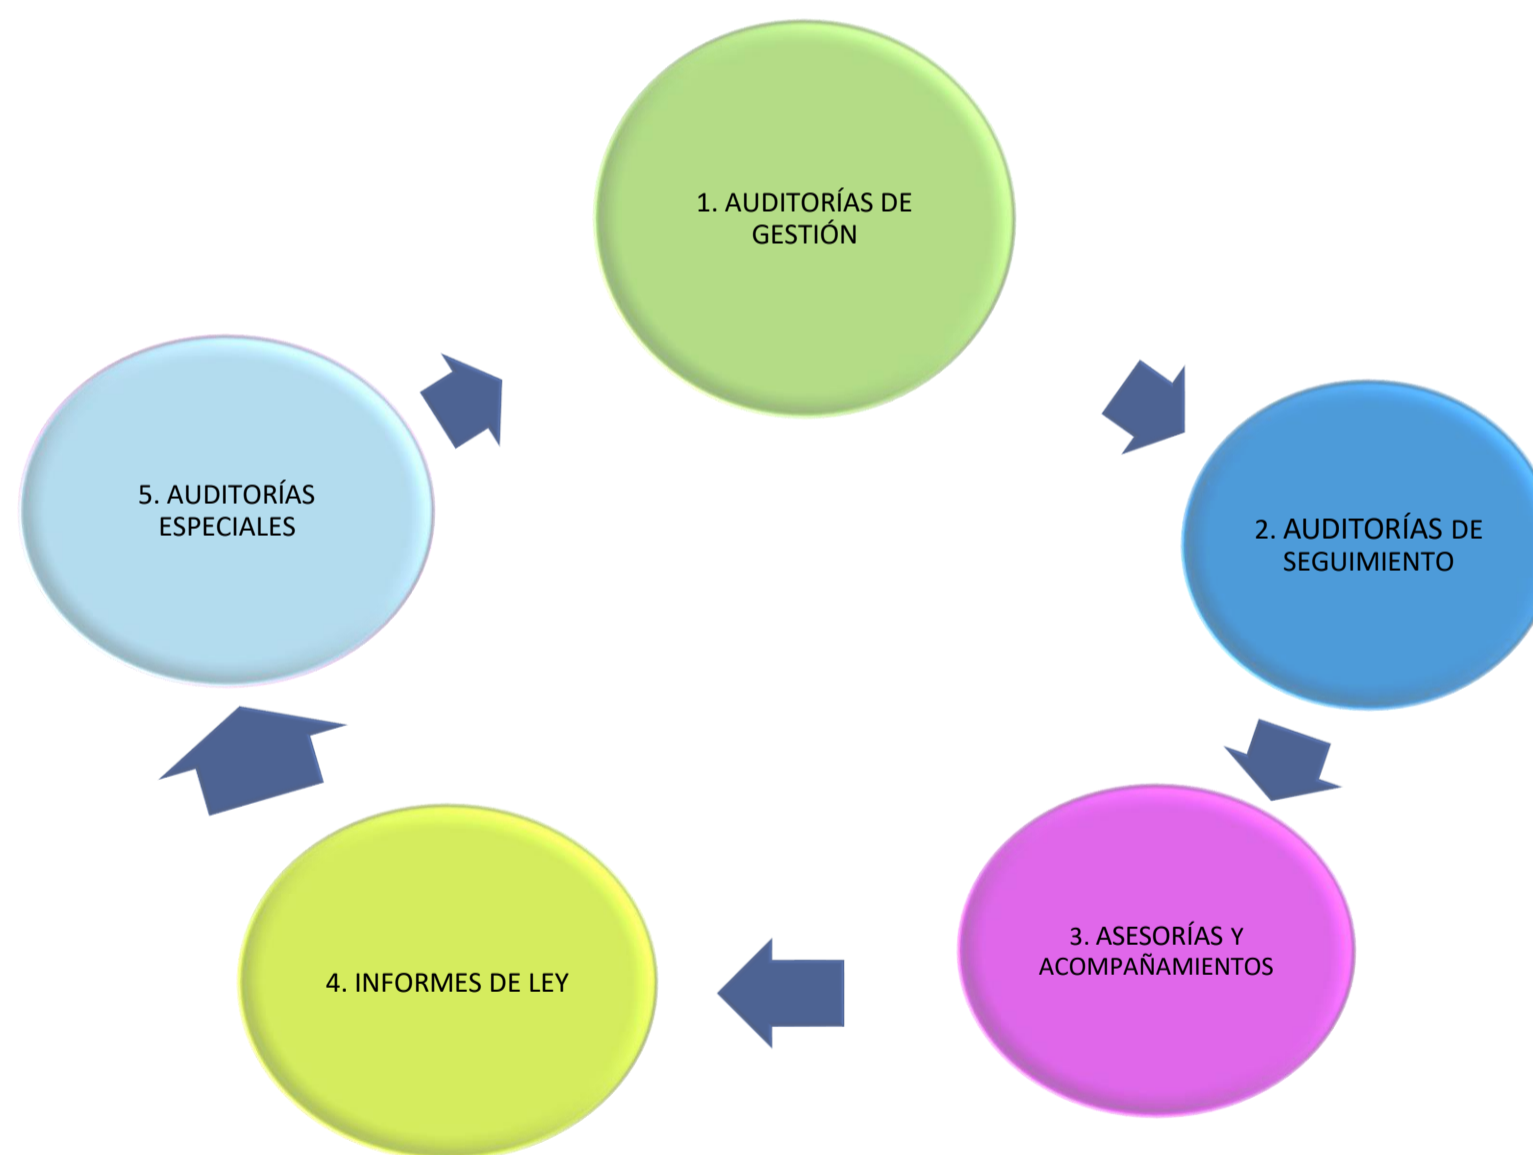 1. AUDITORÍAS DE
GESTIÓN
2. AUDITORÍAS DE
SEGUIMIENTO
3. ASESORÍAS Y
ACOMPAÑAMIENTOS
4. INFORMES DE LEY
5. AUDITORÍAS
ESPECIALES